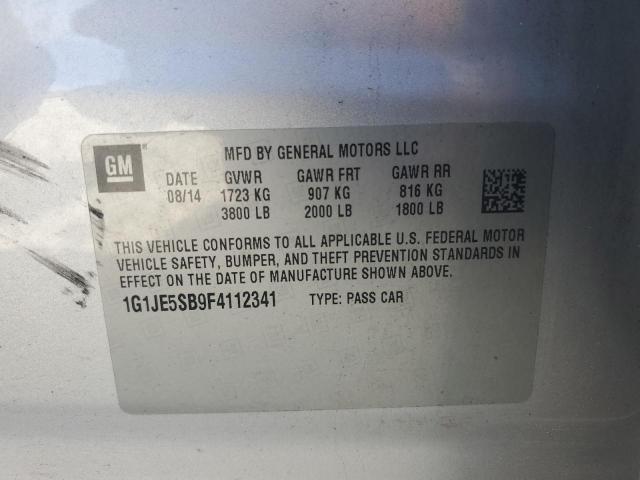 GM
MFD BY GENERAL MOTORS LLC
DATE GVWR GAWR FRT GAWR RR
08/14 1723 KG 907 KG 816 KG
3800 LB 2000 LB 1800 LB
THIS VEHICLE CONFORMS TO ALL APPLICABLE U.S. FEDERAL MOTOR
VEHICLE SAFETY, BUMPER, AND THEFT PREVENTION STANDARDS IN
EFFECT ON THE DATE OF MANUFACTURE SHOWN ABOVE.
1G1JE5SB9F4112341 TYPE: PASS CAR